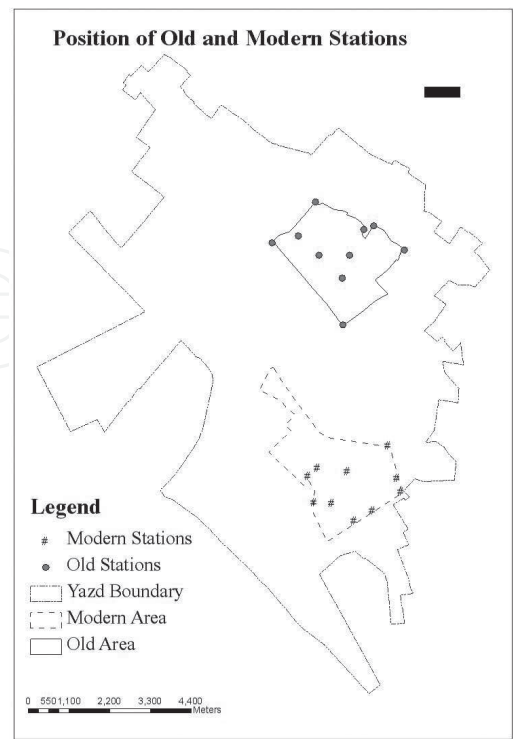 Position of Old and Modern Stations
Legend
# Modern Stations
Old Stations
Yazd Boundary
Modern Area
Old Area
0 550 1,100 2,200 3,300 4,400
Meters